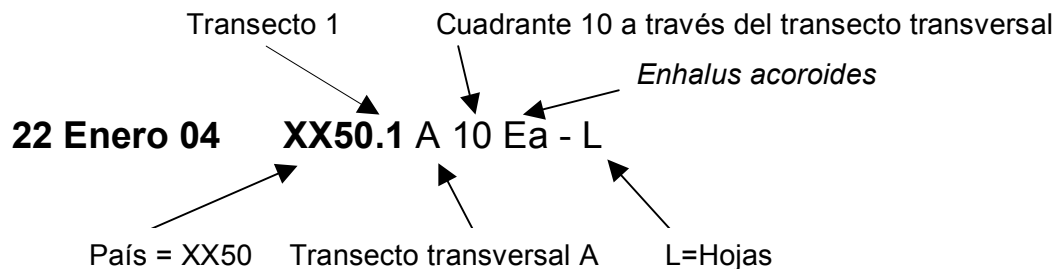 Transecto 1 Cuadrante 10 a través del transecto transversal
Enhalus acoroides
22 Enero 04 XX50.1 A 10 Ea - L
País = XX50 Transecto transversal A L=Hojas